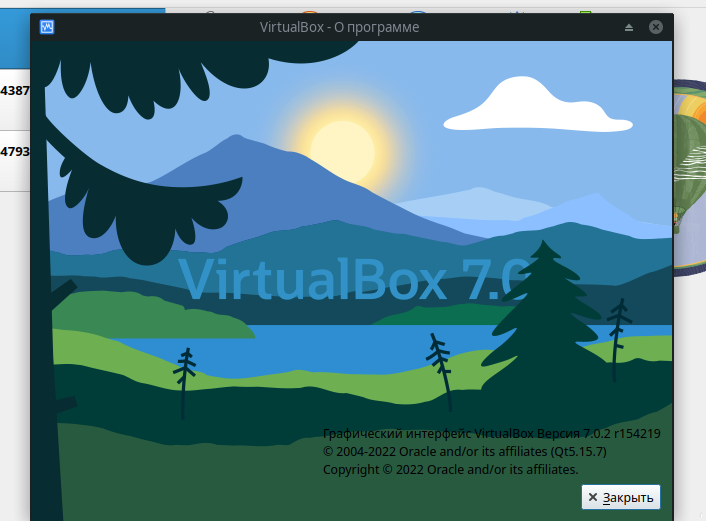 VirtualBox - О программе
4387
4793
VirtualBox 7.0
Графический интерфейс VirtualBox Версия 7.0.2 r154219
© 2004-2022 Oracle and/or its affiliates (Qt5.15.7)
Copyright © 2022 Oracle and/or its affiliates.
Закрыть